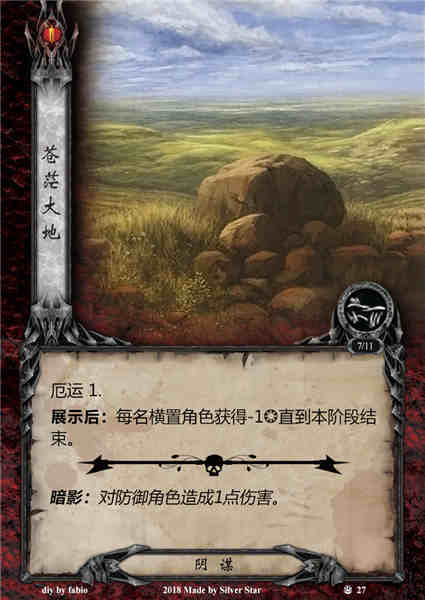 苍茫大地
7/11
厄运 1.
展示后：每名横置角色获得-1直到本阶段结
束。
暗影：对防御角色造成1点伤害。
阴谋
diy by fabio
2018 Made by Silver Star
27